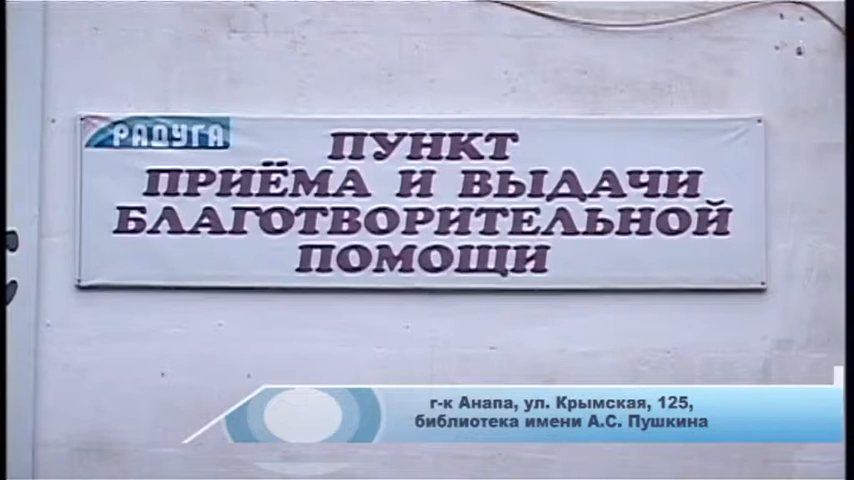 РАДУГА
ПУНКТ
ПРИЁМА И ВЫДАЧИ
БЛАГОТВОРИТЕЛЬНОЙ
ПОМОЩИ
г-к Анапа, ул. Крымская, 125,
библиотека имени А.С. Пушкина